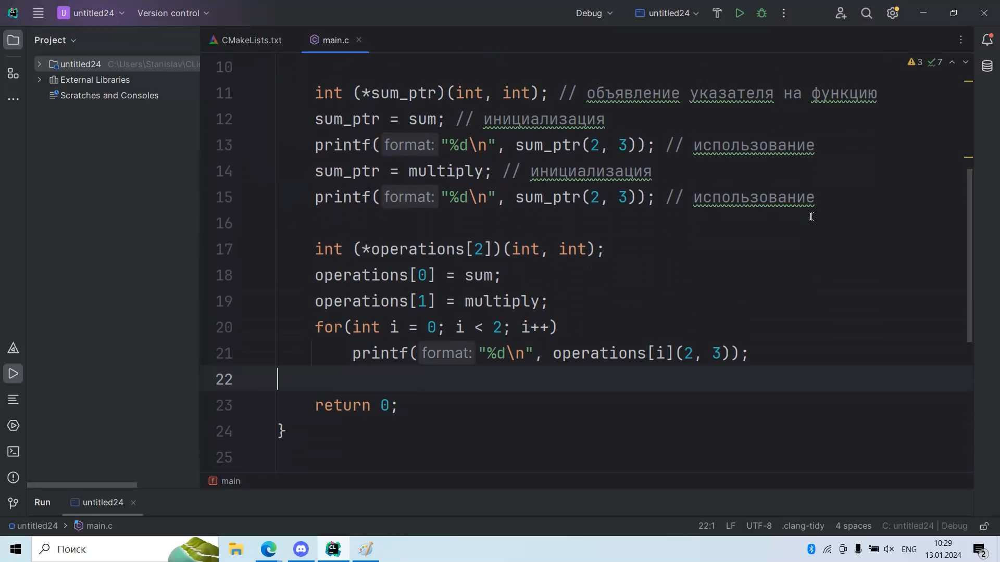 U untitled24 Version control Debug untitled24
Project CMakeLists.txt main.c
untitled24 C:\Users\Stanislav\CLi
External Libraries
Scratches and Consoles
3 7
10
11 int (*sum_ptr)(int, int); // объявление указателя на функцию
12 sum_ptr = sum; // инициализация
13 printf(format: "%d\n", sum_ptr(2, 3)); // использование
14 sum_ptr = multiply; // инициализация
15 printf(format: "%d\n", sum_ptr(2, 3)); // использование
16
17 int (*operations[2])(int, int);
18 operations[0] = sum;
19 operations[1] = multiply;
20 for(int i = 0; i < 2; i++)
21 printf(format: "%d\n", operations[i](2, 3));
22
23 return 0;
24 }
25
f main
Run untitled24
untitled24 > main.c 22:1 LF UTF-8 .clang-tidy 4 spaces C: untitled24 | Debug
Поиск CL ENG 10:29
13.01.2024 2